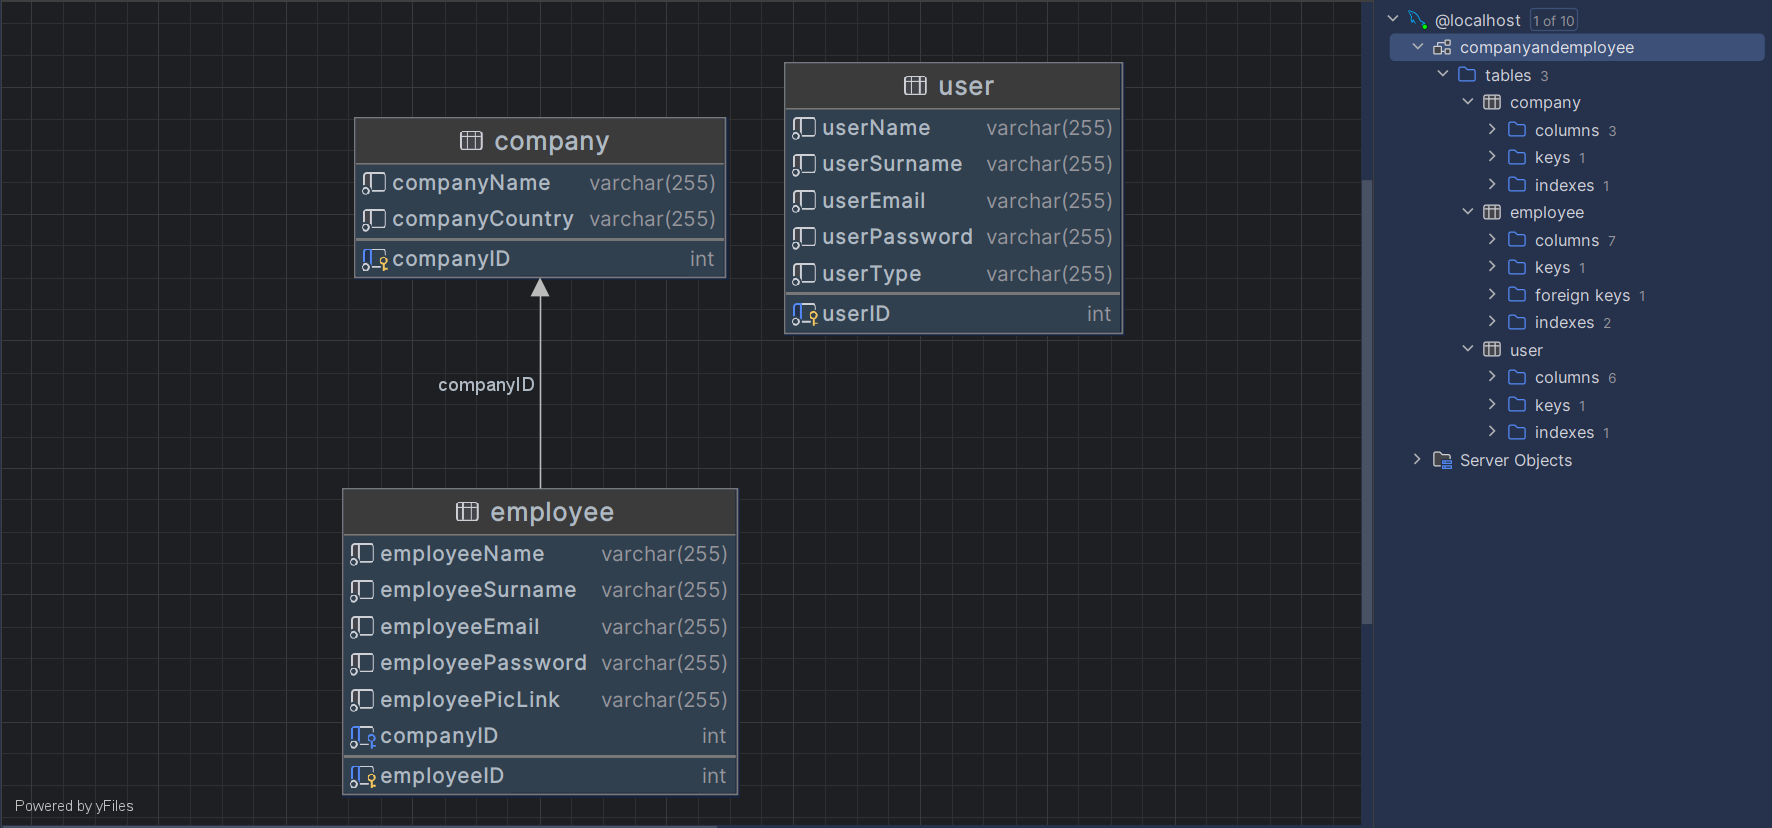 user
userName varchar(255)
userSurname varchar(255)
userEmail varchar(255)
userPassword varchar(255)
userType varchar(255)
userID int
company
companyName varchar(255)
companyCountry varchar(255)
companyID int
companyID
employee
employeeName varchar(255)
employeeSurname varchar(255)
employeeEmail varchar(255)
employeePassword varchar(255)
employeePicLink varchar(255)
companyID int
employeeID int
Powered by yFiles
@localhost 1 of 10
companyandemployee
tables 3
company
columns 3
keys 1
indexes 1
employee
columns 7
keys 1
foreign keys 1
indexes 2
user
columns 6
keys 1
indexes 1
Server Objects